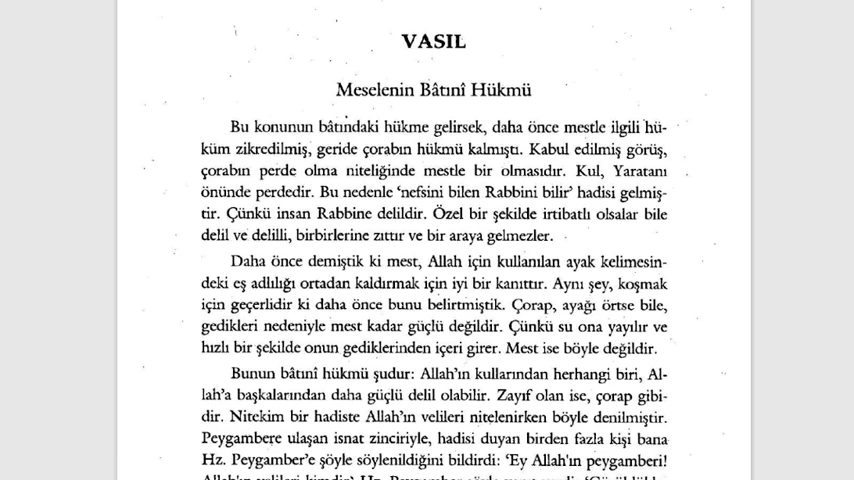 VASIL
Meselenin Bâtınî Hükmü
Bu konunun bâtındaki hükme gelirsek, daha önce mestle ilgili hü-
küm zikredilmiş, geride çorabın hükmü kalmıştı. Kabul edilmiş görüş,
çorabın perde olma niteliğinde mestle bir olmasıdır. Kul, Yaratanı
önünde perdedir. Bu nedenle ‘nefsini bilen Rabbini bilir’ hadisi gelmiş-
tir. Çünkü insan Rabbine delildir. Özel bir şekilde irtibatlı olsalar bile
delil ve delilli, birbirlerine zıttır ve bir araya gelmezler.
Daha önce demiştik ki mest, Allah için kullanılan ayak kelimesin-
deki eş adlılığı ortadan kaldırmak için iyi bir kanıttır. Aynı şey, koşmak
için geçerlidir ki daha önce bunu belirtmiştik. Çorap, ayağı örtse bile,
gedikleri nedeniyle mest kadar güçlü değildir. Çünkü su ona yayılır ve
hızlı bir şekilde onun gediklerinden içeri girer. Mest ise böyle değildir.
Bunun bâtınî hükmü şudur: Allah’ın kullarından herhangi biri, Al-
lah’a başkalarından daha güçlü delil olabilir. Zayıf olan ise, çorap gibi-
dir. Nitekim bir hadiste Allah’ın velileri nitelenirken böyle denilmiştir.
Peygambere ulaşan isnat zinciriyle, hadisi duyan birden fazla kişi bana
Hz. Peygamber’e şöyle söylenildiğini bildirdi: ‘Ey Allah'ın peygamberi!